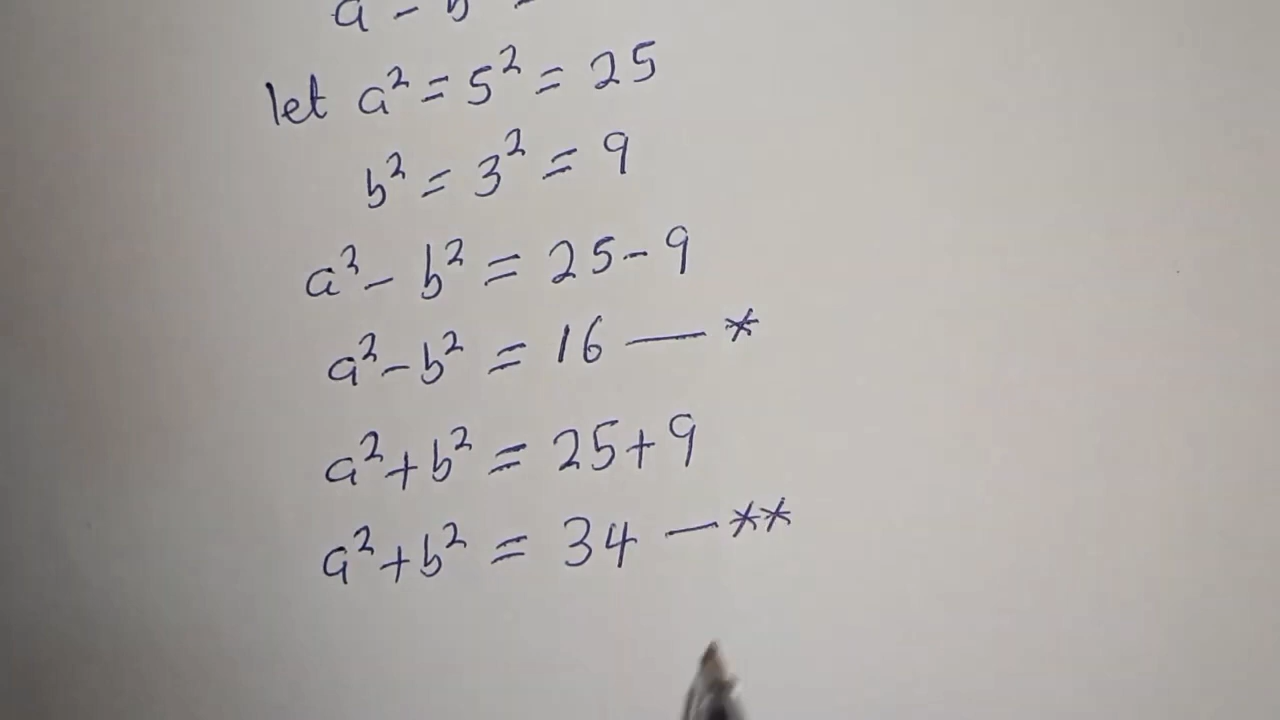 a - b
let a² = 5² = 25
b² = 3² = 9
a² - b² = 25 - 9
a² - b² = 16 — *
a² + b² = 25 + 9
a² + b² = 34 — **